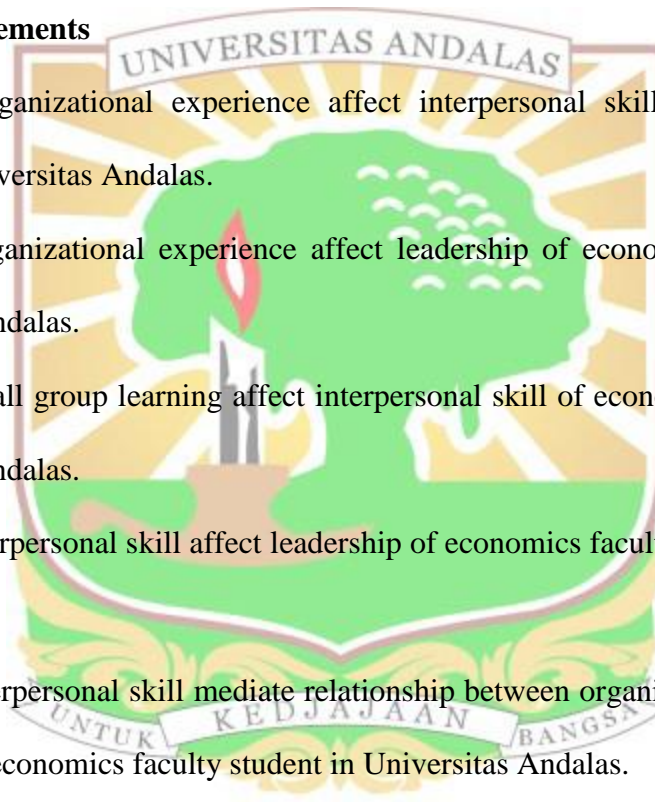 ements
UNIVERSITAS ANDALAS
ganizational experience affect interpersonal skill
versitas Andalas.
ganizational experience affect leadership of econo
ndalas.
all group learning affect interpersonal skill of econ
ndalas.
rpersonal skill affect leadership of economics facul
erpersonal skill mediate relationship between organi
UNTUK KEDJAJAAN BANGSA
economics faculty student in Universitas Andalas.